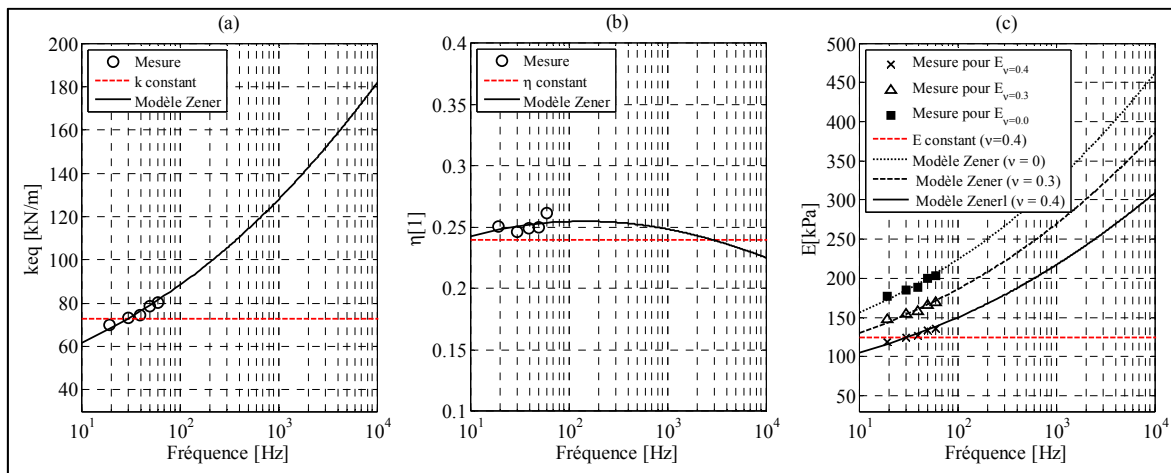 (a)
200
180
160
140
120
100
80
60
40
keq [kN/m]
Mesure
k constant
Modèle Zener
10^1
10^2
10^3
10^4
Fréquence [Hz]
(b)
0.4
0.35
0.3
0.25
0.2
0.15
0.1
η[1]
Mesure
η constant
Modèle Zener
10^1
10^2
10^3
10^4
Fréquence [Hz]
(c)
500
450
400
350
300
250
200
150
100
50
0
E[kPa]
Mesure pour E_ν=0.4
Mesure pour E_ν=0.3
Mesure pour E_ν=0.0
E constant (ν=0.4)
Modèle Zener (ν = 0)
Modèle Zener (ν = 0.3)
Modèle Zenerl (ν = 0.4)
10^1
10^2
10^3
10^4
Fréquence [Hz]